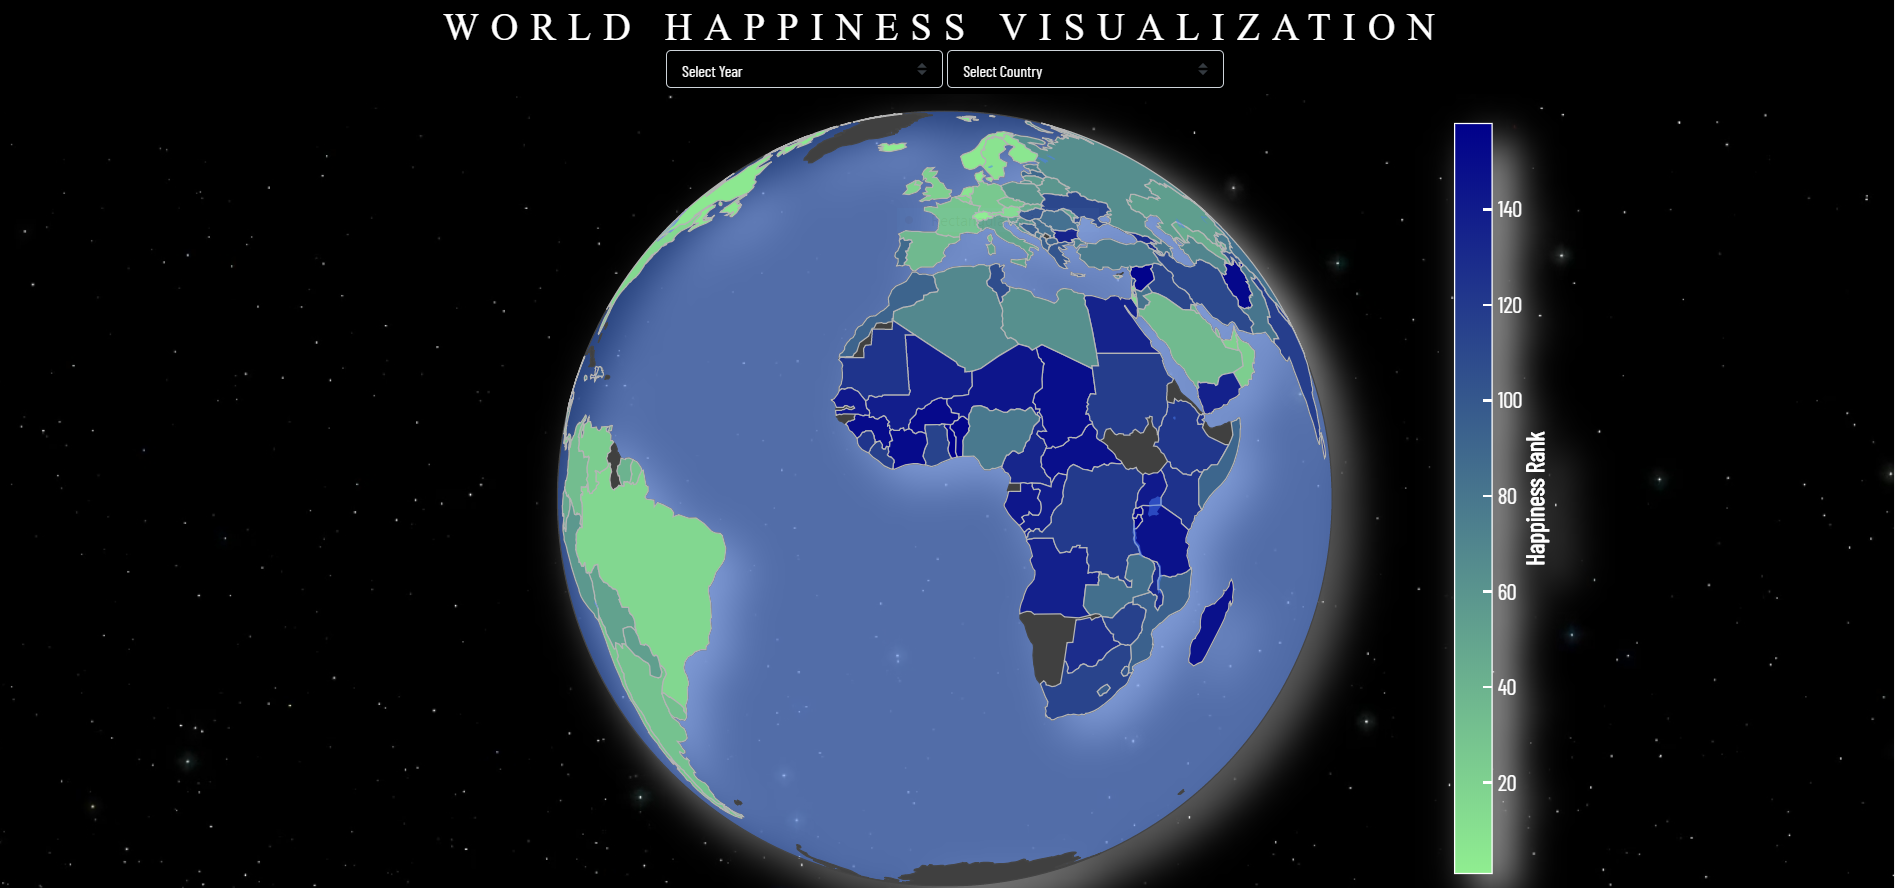 WORLD HAPPINESS VISUALIZATION
Select Year
Select Country
140
120
100
80
60
40
20
Happiness Rank